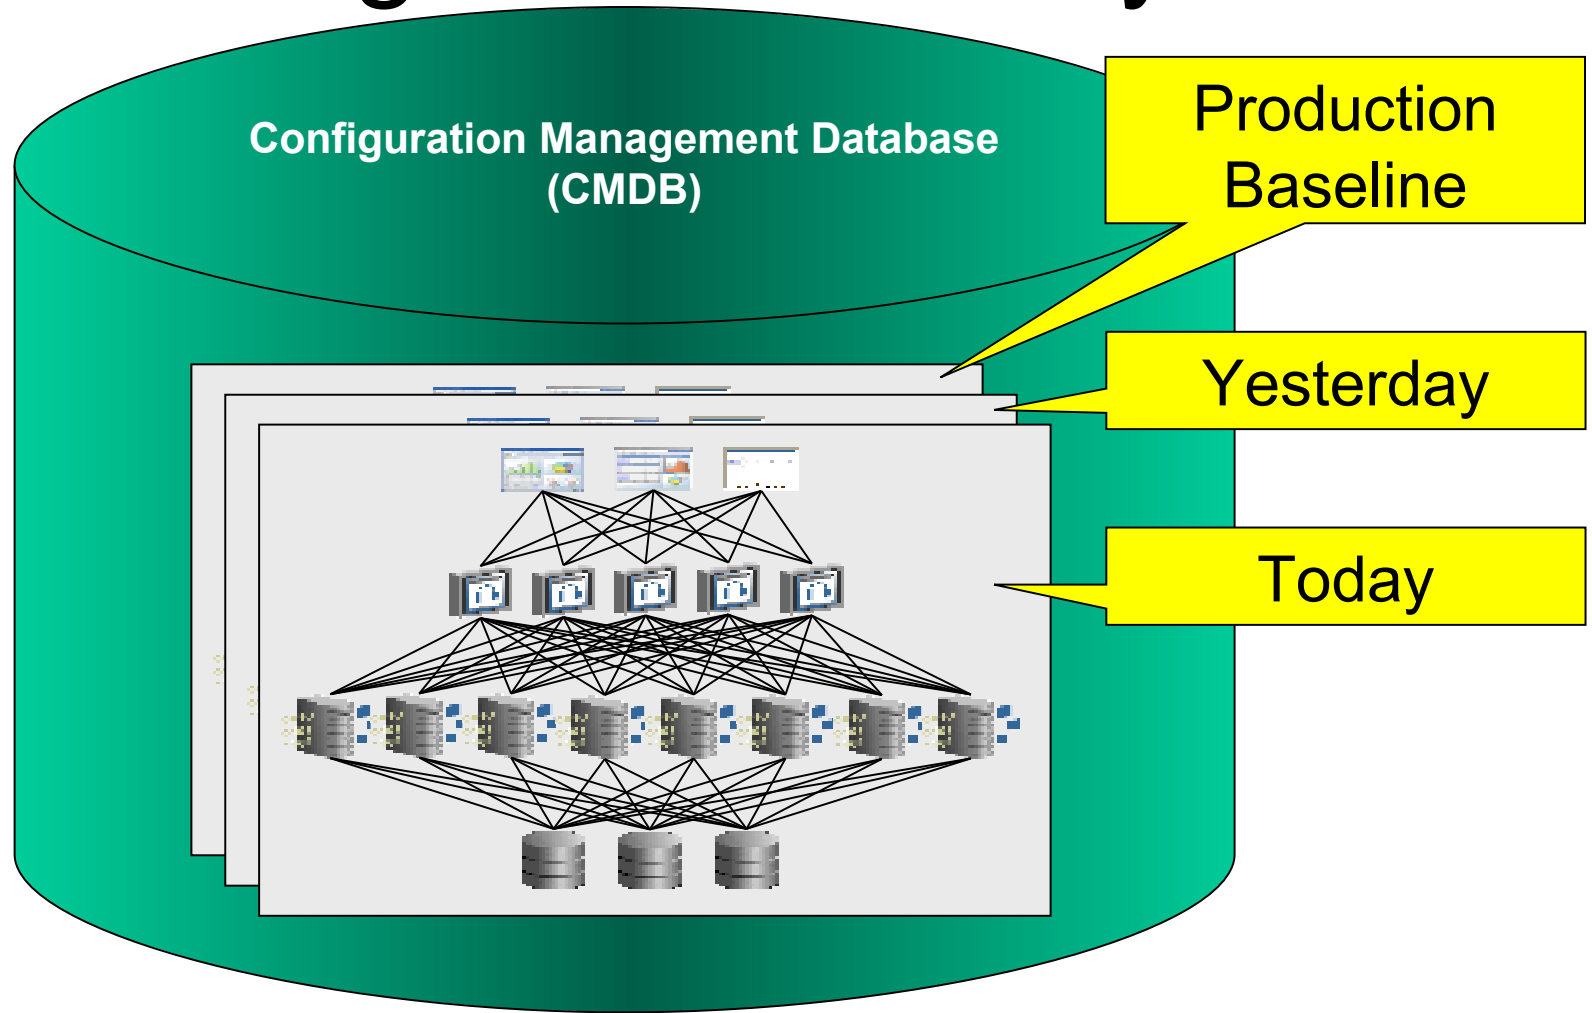 Configuration Management Database
(CMDB)
Production
Baseline
Yesterday
Today